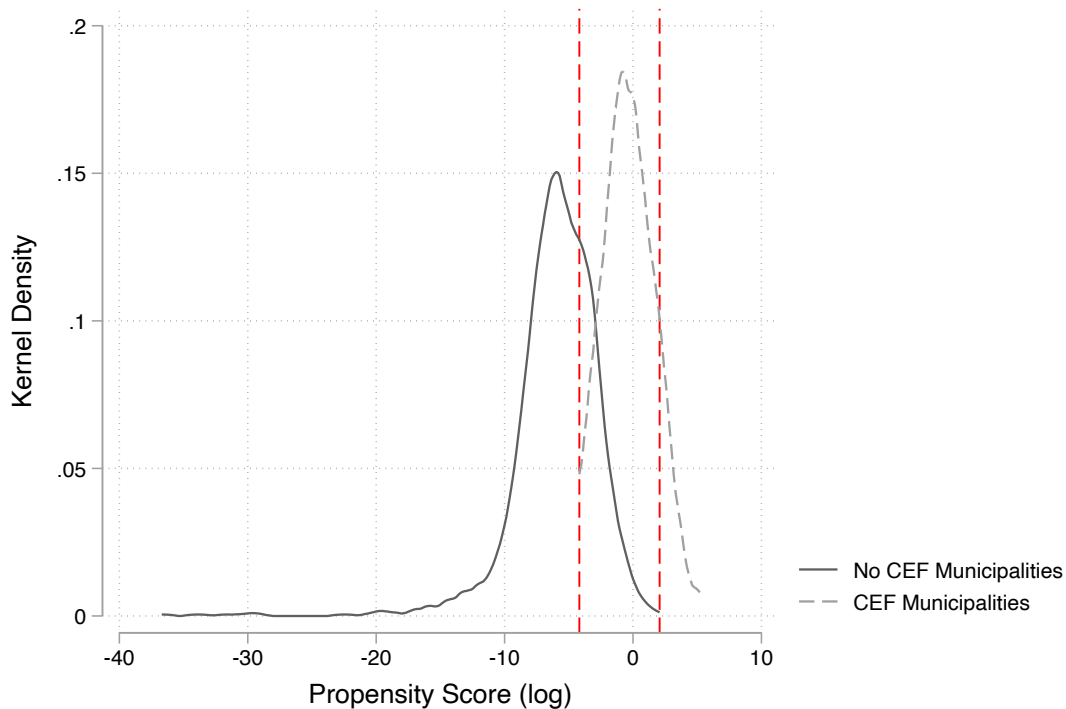 .2
.15
.1
.05
0
Kernel Density
-40 -30 -20 -10 0 10
Propensity Score (log)
No CEF Municipalities
CEF Municipalities